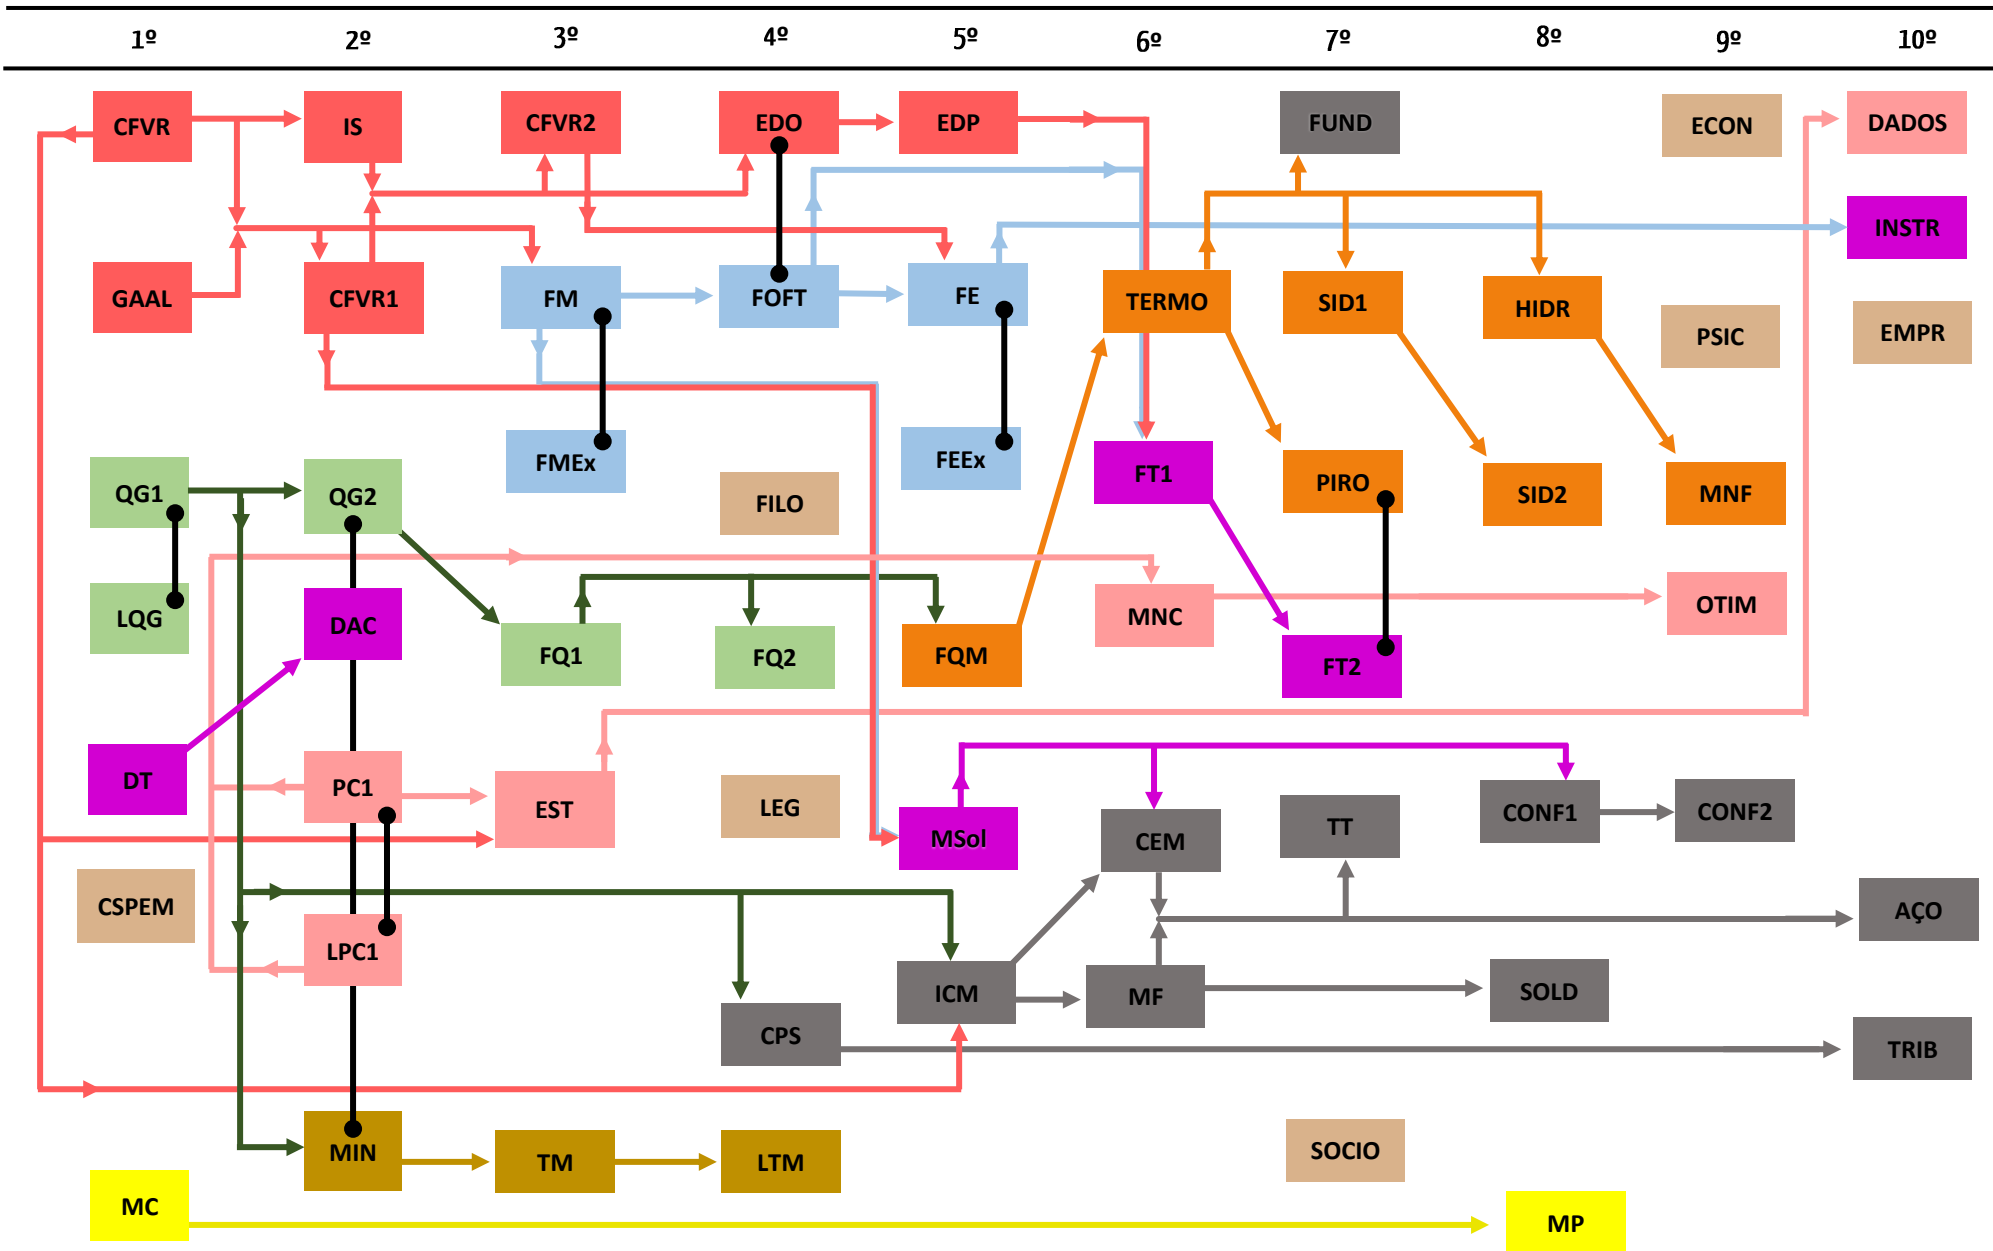 1º 2º 3º 4º 5º 6º 7º 8º 9º 10º
CFVR IS CFVR2 EDO EDP FUND ECON DADOS
INSTR
GAAL CFVR1 FM FOFT FE TERMO SID1 HIDR PSIC EMPR
QG1 QG2 FMEx FILO FEEx FT1 PIRO SID2 MNF
LQG DAC FQ1 FQ2 FQM MNC FT2 OTIM
DT PC1 EST LEG MSol CEM TT CONF1 CONF2
CSPEM LPC1 AÇO
CPS ICM MF SOLD TRIB
MIN TM LTM SOCIO
MC MP